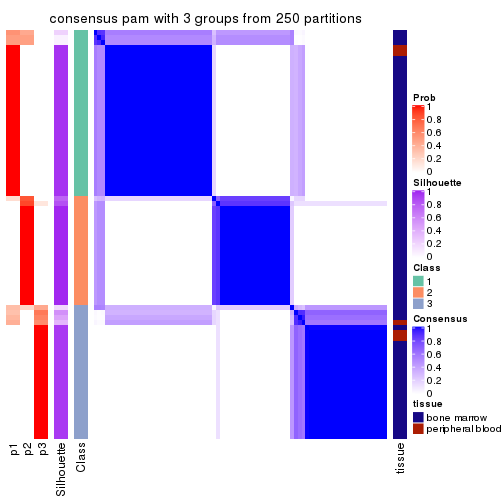 consensus pam with 3 groups from 250 partitions
Prob
1
0.8
0.6
0.4
0.2
0
Silhouette
1
0.8
0.6
0.4
0.2
0
Class
1
2
3
Consensus
1
0.8
0.6
0.4
0.2
0
tissue
bone marrow
peripheral blood
p1
p2
p3
Silhouette
Class
tissue